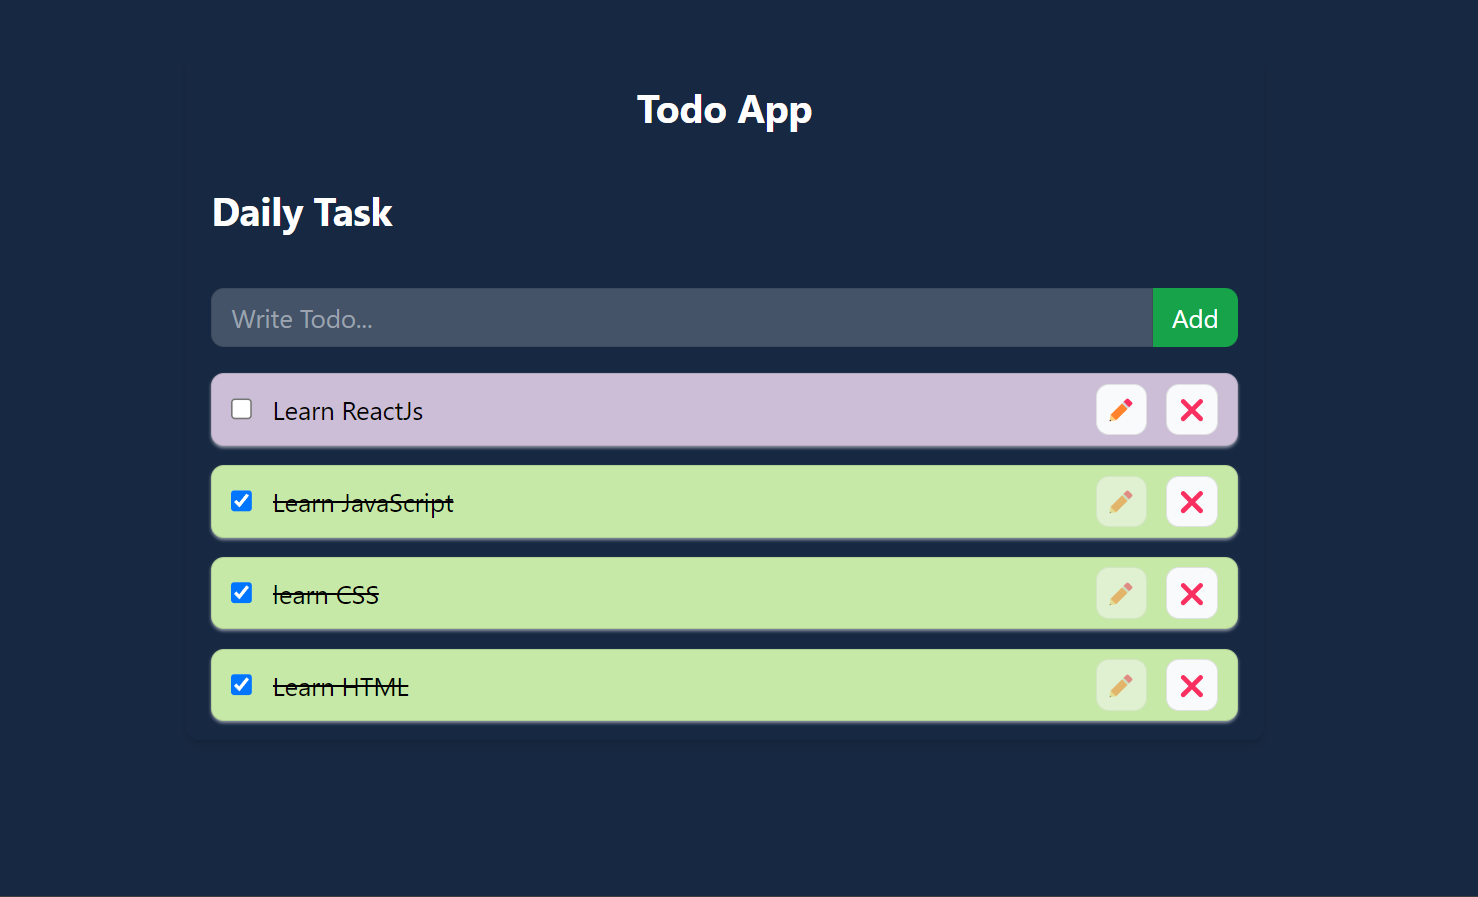 Todo App
Daily Task
Write Todo...
Add
Learn ReactJs
Learn JavaScript
learn CSS
Learn HTML